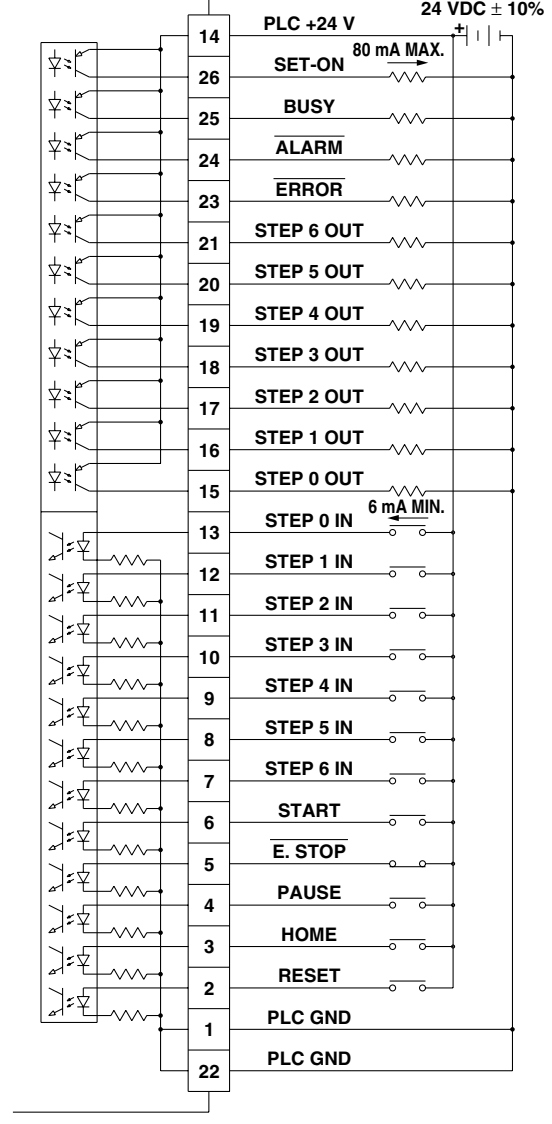 24 VDC ± 10%
14 PLC +24 V +
80 mA MAX.
26 SET-ON
25 BUSY
24 ALARM
23 ERROR
21 STEP 6 OUT
20 STEP 5 OUT
19 STEP 4 OUT
18 STEP 3 OUT
17 STEP 2 OUT
16 STEP 1 OUT
15 STEP 0 OUT
6 mA MIN.
13 STEP 0 IN
12 STEP 1 IN
11 STEP 2 IN
10 STEP 3 IN
9 STEP 4 IN
8 STEP 5 IN
7 STEP 6 IN
6 START
5 E. STOP
4 PAUSE
3 HOME
2 RESET
1 PLC GND
22 PLC GND